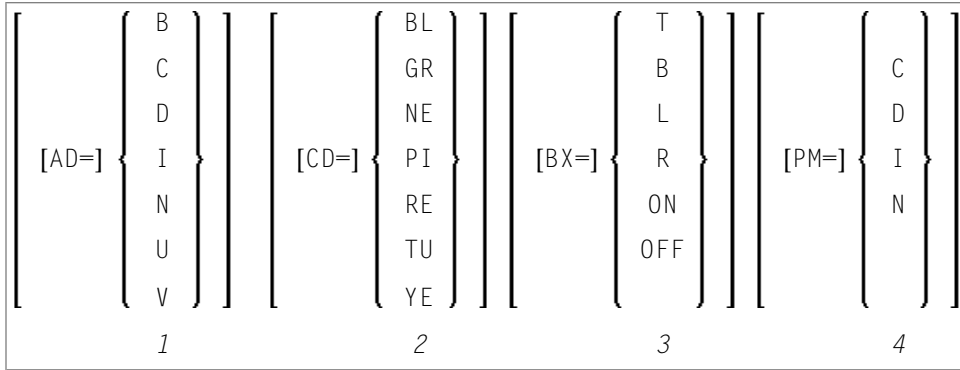 B BL T
C GR B C
D NE L D
[AD=] I [CD=] PI [BX=] R [PM=] I
N RE ON N
U TU OFF
V YE
1 2 3 4